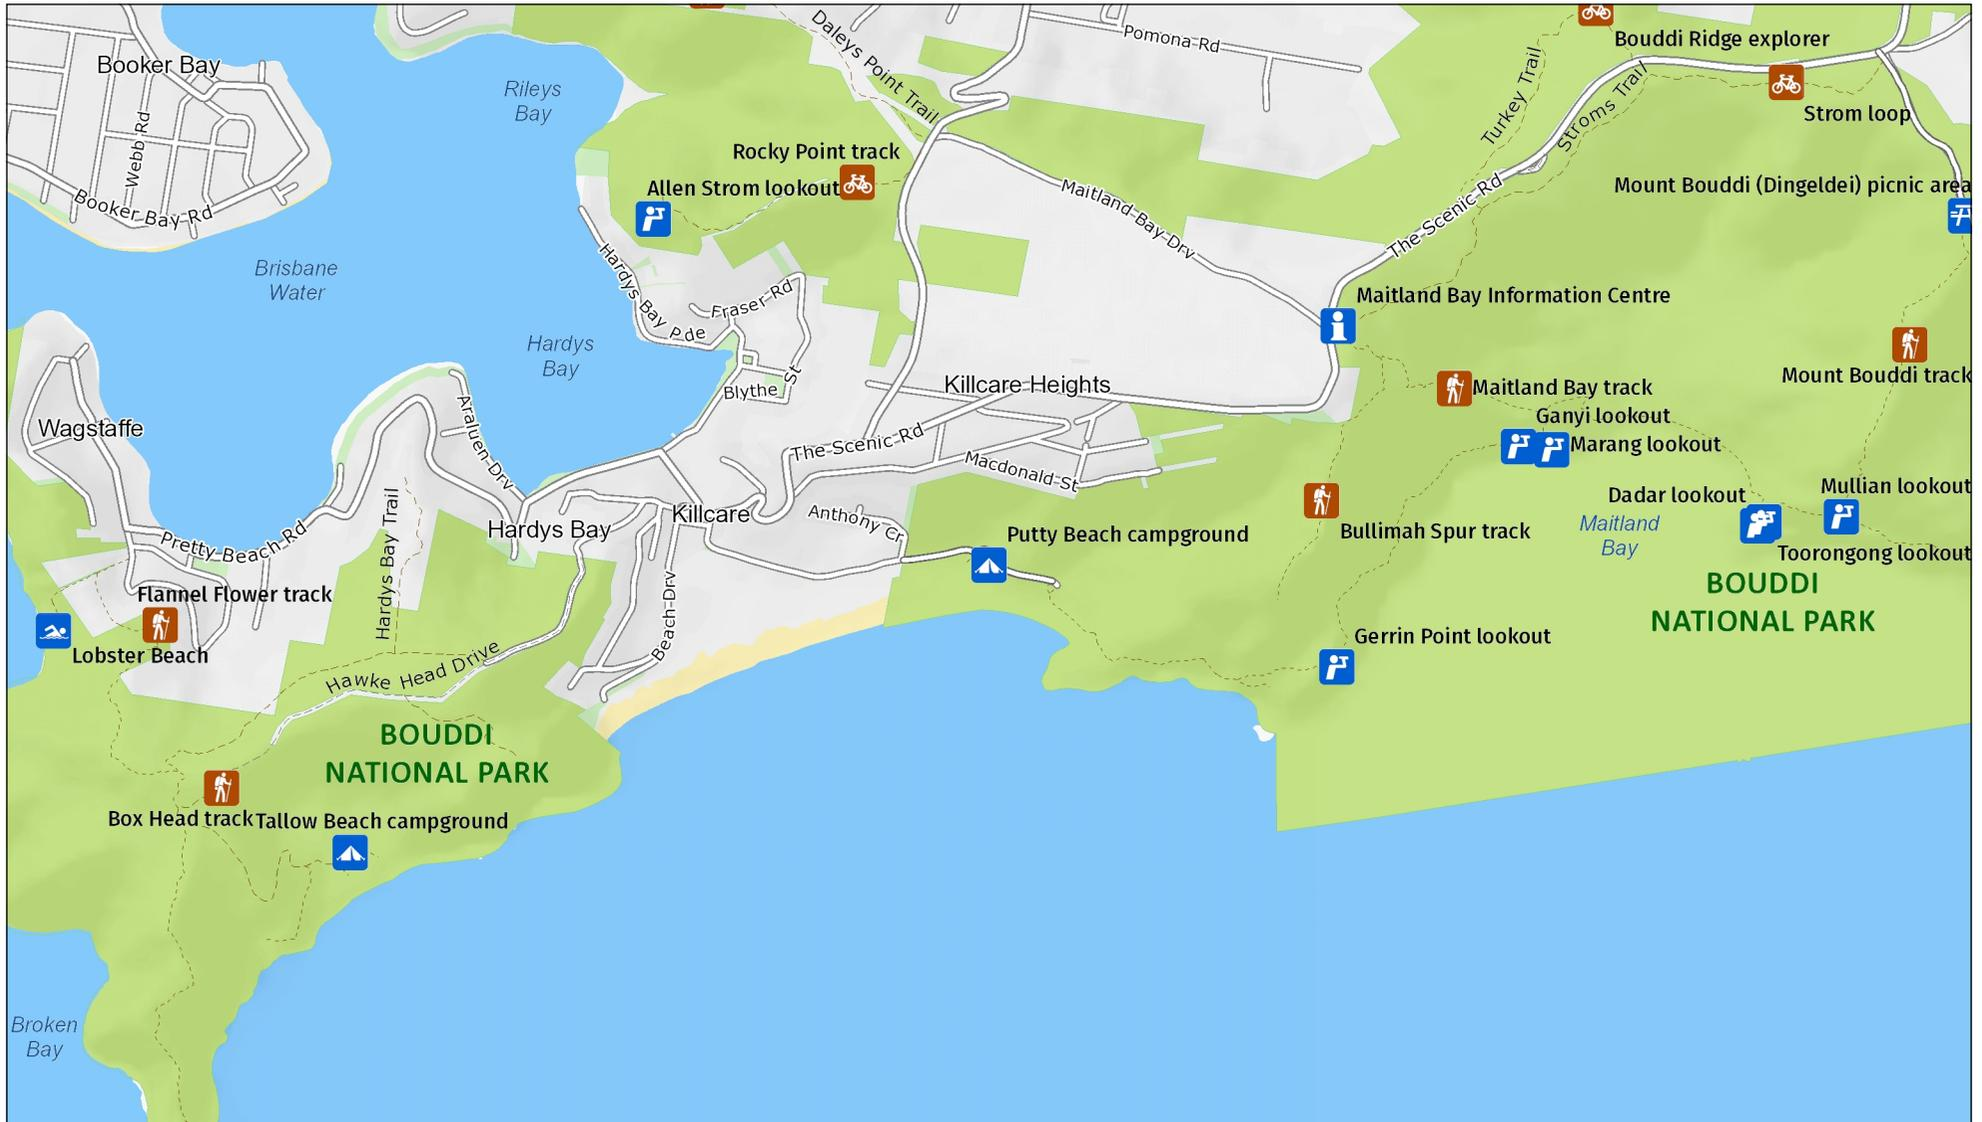 Daleys Point Trail
Pomona Rd
Bouddi Ridge explorer
Booker Bay
Rileys
Bay
Turkey Trail
Stroms Trail
Strom loop
Webb Rd
Rocky Point track
Allen Strom lookout
Maitland Bay Drv
The Scenic Rd
Mount Bouddi (Dingeldei) picnic area
Booker Bay Rd
Brisbane
Water
Hardys Bay Pde
Fraser Rd
Maitland Bay Information Centre
Hardys
Bay
Blythe St
Killcare Heights
Maitland Bay track
Mount Bouddi track
Ganyi lookout
Marang lookout
Wagstaffe
Araluen Drv
The Scenic Rd
Macdonald St
Mullian lookout
Dadar lookout
Hardys Bay Trail
Hardys Bay
Killcare
Anthony Cr
Putty Beach campground
Bullimah Spur track
Maitland
Bay
Toorongong lookout
Pretty Beach Rd
BOUDDI
NATIONAL PARK
Flannel Flower track
Lobster Beach
Beach Drv
Gerrin Point lookout
Hawke Head Drive
BOUDDI
NATIONAL PARK
Box Head track
Tallow Beach campground
Broken
Bay